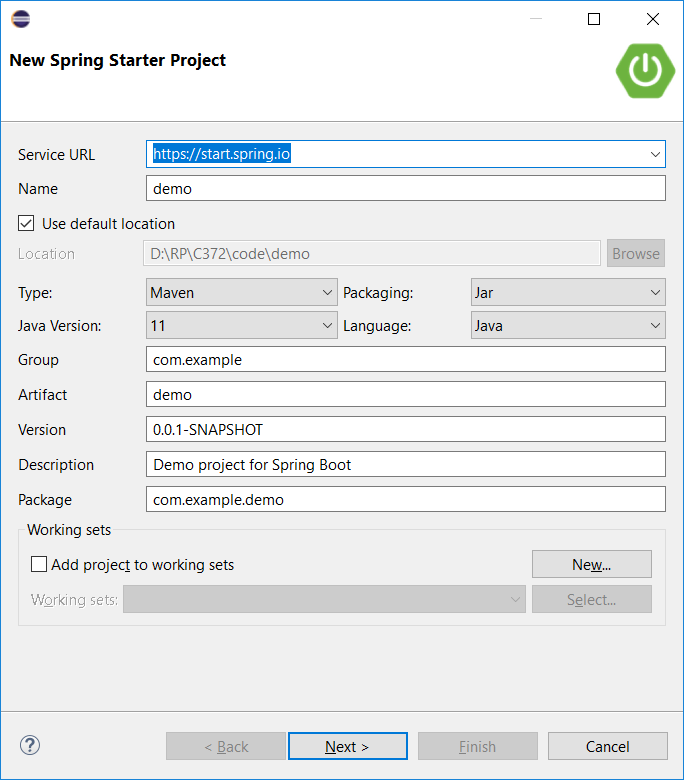 New Spring Starter Project
Service URL https://start.spring.io
Name demo
Use default location
Location D:\RP\C372\code\demo Browse
Type: Maven Packaging: Jar
Java Version: 11 Language: Java
Group com.example
Artifact demo
Version 0.0.1-SNAPSHOT
Description Demo project for Spring Boot
Package com.example.demo
Working sets
Add project to working sets New...
Working sets: Select...
? < Back Next > Finish Cancel